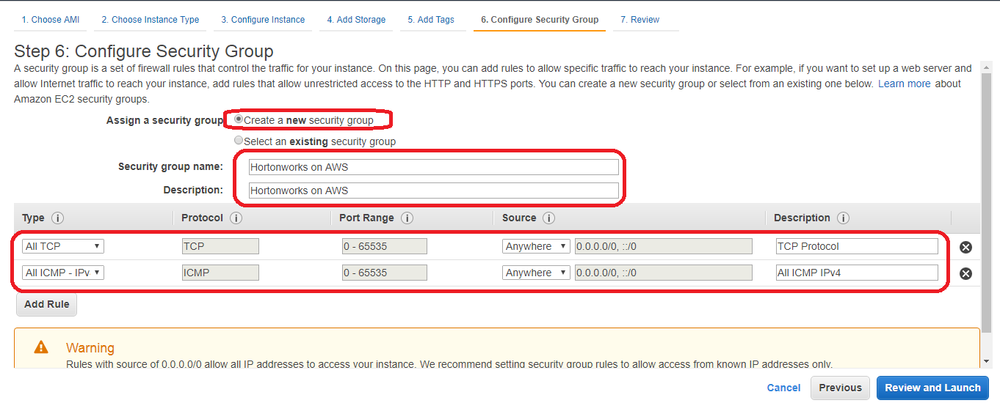 1. Choose AMI 2. Choose Instance Type 3. Configure Instance 4. Add Storage 5. Add Tags 6. Configure Security Group 7. Review
Step 6: Configure Security Group
A security group is a set of firewall rules that control the traffic for your instance. On this page, you can add rules to allow specific traffic to reach your instance. For example, if you want to set up a web server and
allow Internet traffic to reach your instance, add rules that allow unrestricted access to the HTTP and HTTPS ports. You can create a new security group or select from an existing one below. Learn more about
Amazon EC2 security groups.
Assign a security group Create a new security group
Select an existing security group
Security group name: Hortonworks on AWS
Description: Hortonworks on AWS
Type i Protocol i Port Range i Source i Description i
All TCP TCP 0 - 65535 Anywhere 0.0.0.0/0, ::/0 TCP Protocol
All ICMP - IPv ICMP 0 - 65535 Anywhere 0.0.0.0/0, ::/0 All ICMP IPv4
Add Rule
Warning
Rules with source of 0.0.0.0/0 allow all IP addresses to access your instance. We recommend setting security group rules to allow access from known IP addresses only.
Cancel Previous Review and Launch